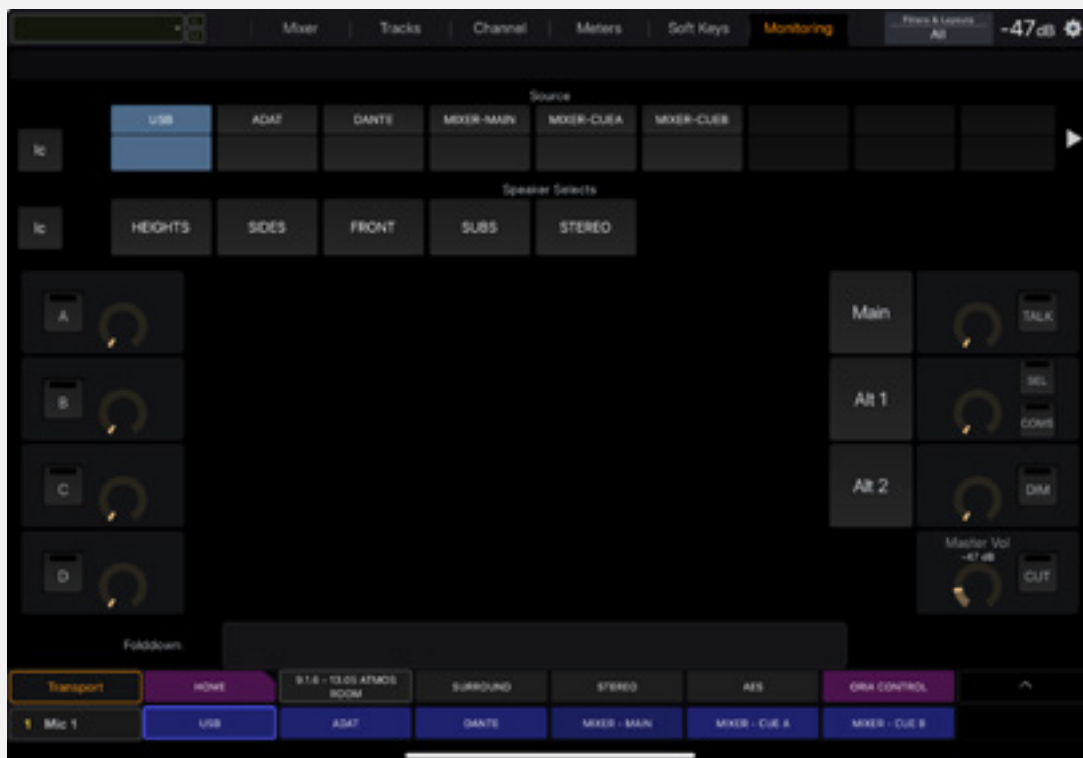 Mixer Tracks Channel Meters Soft Keys Monitoring Filters & Layouts All -47dB
Source
USB ADAT DANTE MIXER-MAIN MIXER-CUEA MIXER-CUEB
Ic
Speaker Selects
Ic HEIGHTS SIDES FRONT SUBS STEREO
A Main TALK
B Alt 1 SEL
COMS
C Alt 2 DIM
Master Vol
-47 dB
D CUT
Folddown:
Transport HOME 9.1.6 - 13.05 ATMOS ROOM SURROUND STEREO AES ORIA CONTROL
1 Mic 1 USB ADAT DANTE MIXER - MAIN MIXER - CUE A MIXER - CUE B